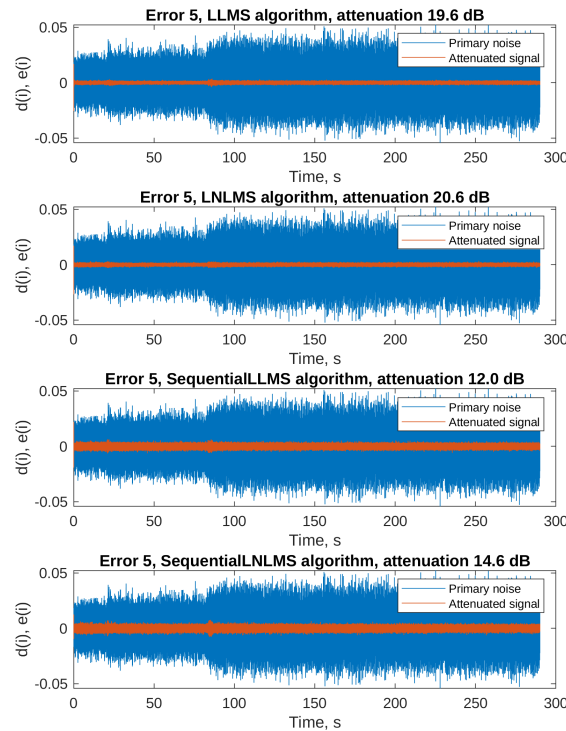 Error 5, LLMS algorithm, attenuation 19.6 dB
0.05
0
-0.05
d(i), e(i)
Primary noise
Attenuated signal
0 50 100 150 200 250 300
Time, s
Error 5, LNLMS algorithm, attenuation 20.6 dB
0.05
0
-0.05
d(i), e(i)
Primary noise
Attenuated signal
0 50 100 150 200 250 300
Time, s
Error 5, SequentialLLMS algorithm, attenuation 12.0 dB
0.05
0
-0.05
d(i), e(i)
Primary noise
Attenuated signal
0 50 100 150 200 250 300
Time, s
Error 5, SequentialLNLMS algorithm, attenuation 14.6 dB
0.05
0
-0.05
d(i), e(i)
Primary noise
Attenuated signal
0 50 100 150 200 250 300
Time, s